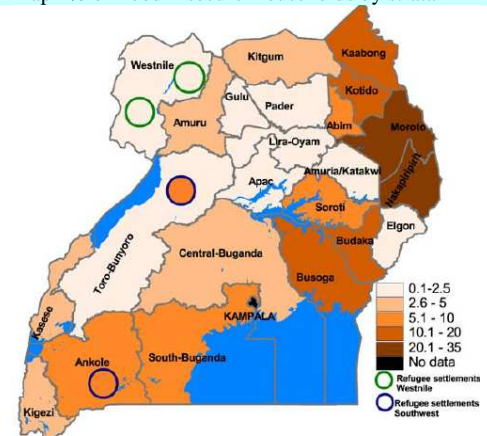 Kaabong
Kitgum
Westnile
Kotido
Gulu
Pader
Abim
Moroto
Amuru
Lira-Oyam
Nakapiripirit
Amuria/Katakwi
Apac
Soroti
Elgon
Budaka
Central-Buganda
Toro-Bunyoro
Busoga
Kasese
KAMPALA
Ankole
South-Buganda
Kigezi
0.1-2.5
2.6 - 5
5.1 - 10
10.1 - 20
20.1 - 35
No data
Refugee settlements
Westnile
Refugee settlements
Southwest